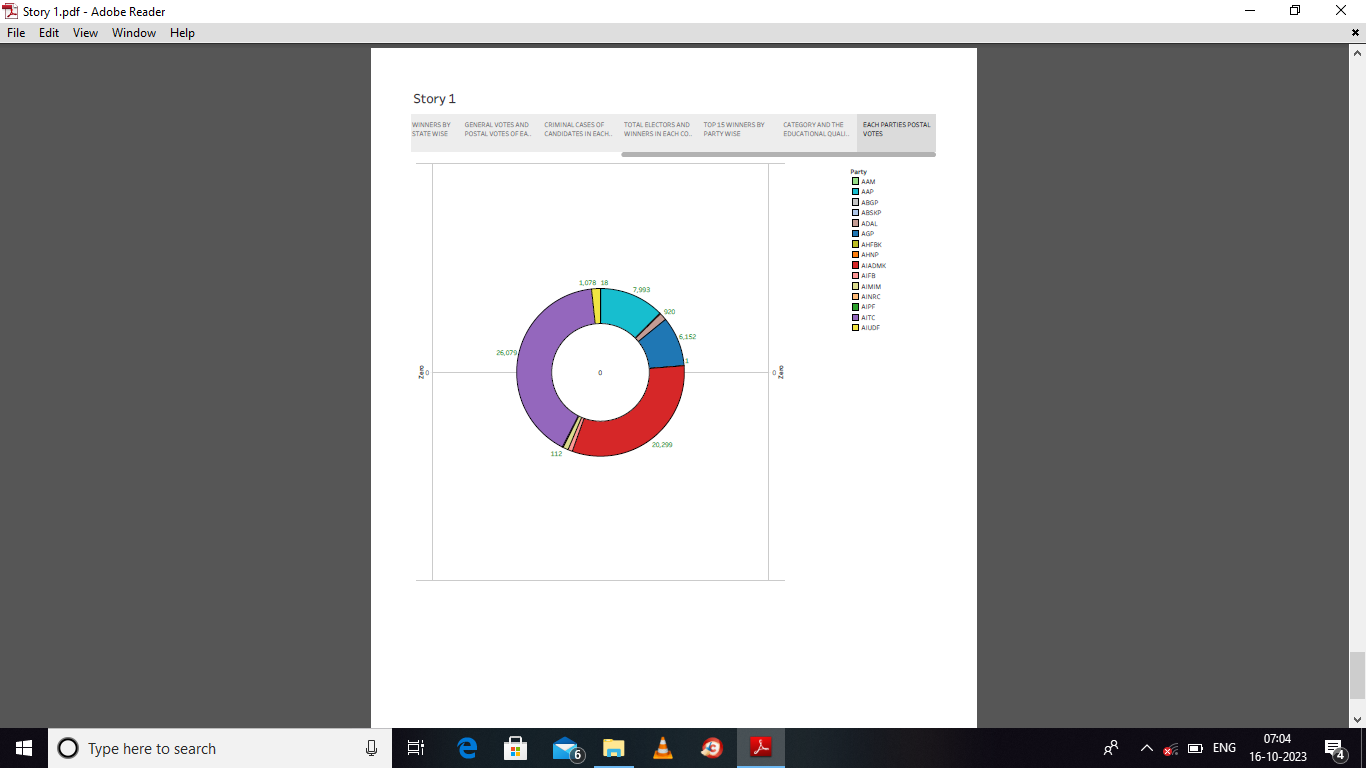 Story 1.pdf - Adobe Reader
File Edit View Window Help
Story 1
WINNERS BY
STATE WISE
GENERAL VOTES AND
POSTAL VOTES OF EA..
CRIMINAL CASES OF
CANDIDATES IN EACH..
TOTAL ELECTORS AND
WINNERS IN EACH CO..
TOP 15 WINNERS BY
PARTY WISE
CATEGORY AND THE
EDUCATIONAL QUALI..
EACH PARTIES POSTAL
VOTES
Party
AAM
AAP
ABGP
ABSKP
ADAL
AGP
AHFBK
AHNP
AIADMK
AIFB
AIMIM
AINRC
AIPF
AITC
AIUDF
1,078 18
7,993
920
6,152
1
26,079
Zero
0
0
0
Zero
20,299
112
Type here to search
6
ENG
07:04
16-10-2023
4